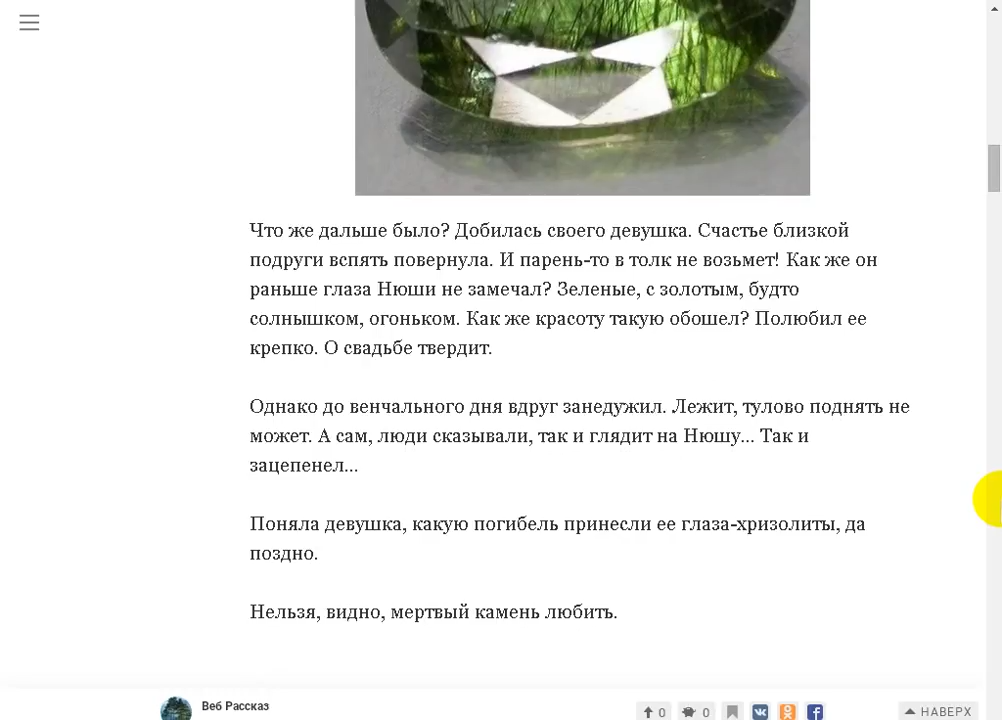 Что же дальше было? Добилась своего девушка. Счастье близкой
подруги вспять повернула. И парень-то в толк не возьмет! Как же он
раньше глаза Нюши не замечал? Зеленые, с золотым, будто
солнышком, огоньком. Как же красоту такую обошел? Полюбил ее
крепко. О свадьбе твердит.
Однако до венчального дня вдруг занедужил. Лежит, тулово поднять не
может. А сам, люди сказывали, так и глядит на Нюшу... Так и
зацепенел...
Поняла девушка, какую погибель принесли ее глаза-хризолиты, да
поздно.
Нельзя, видно, мертвый камень любить.
Веб Рассказ
0 0 НАВЕРХ